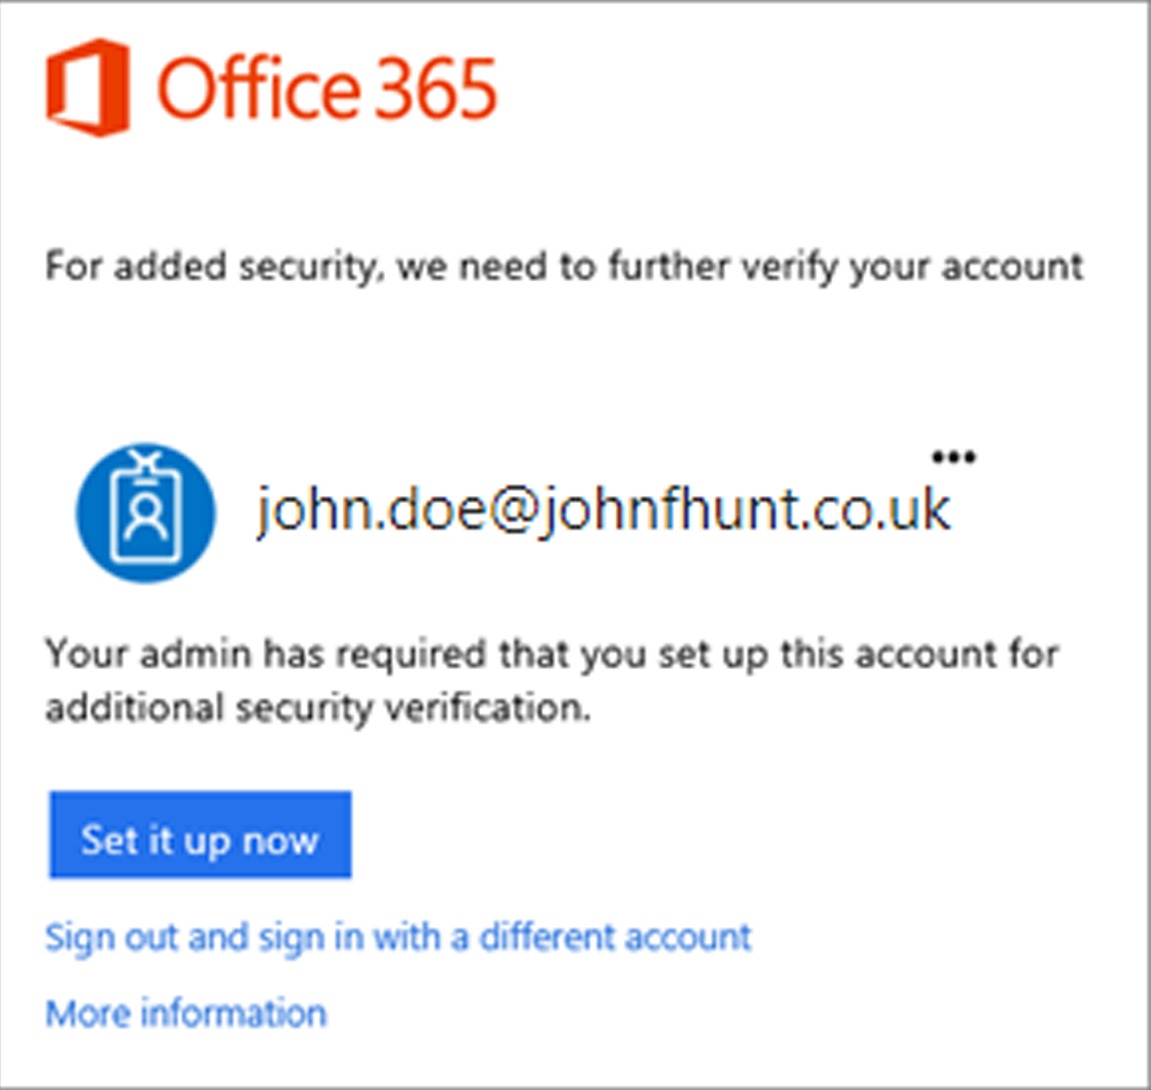 Office 365
For added security, we need to further verify your account
john.doe@johnfhunt.co.uk
Your admin has required that you set up this account for
additional security verification.
Set it up now
Sign out and sign in with a different account
More information